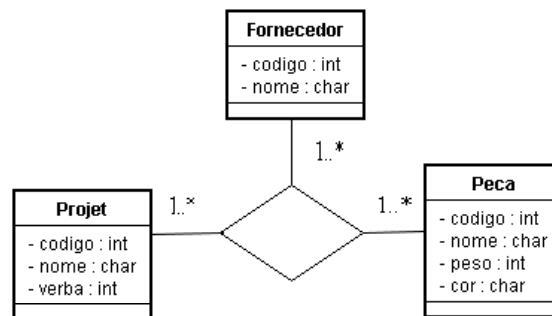 Fornecedor
- codigo : int
- nome : char
1..*
1..*
1..*
Projet
- codigo : int
- nome : char
- verba : int
Peca
- codigo : int
- nome : char
- peso : int
- cor : char